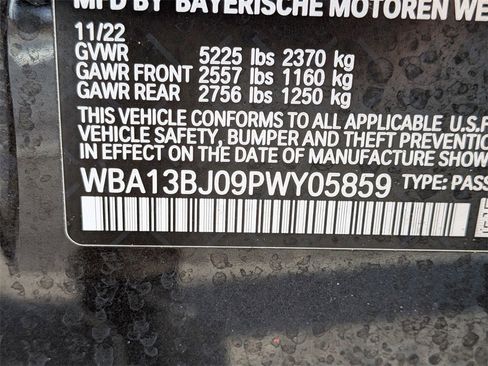 MFD BY BAYERISCHE MOTOREN WE
11/22
GVWR 5225 lbs 2370 kg
GAWR FRONT 2557 lbs 1160 kg
GAWR REAR 2756 lbs 1250 kg
THIS VEHICLE CONFORMS TO ALL APPLICABLE U.S.F
VEHICLE SAFETY, BUMPER AND THEFT PREVENTIO
IN EFFECT ON THE DATE OF MANUFACTURE SHOW
WBA13BJ09PWY05859 TYPE: PASS